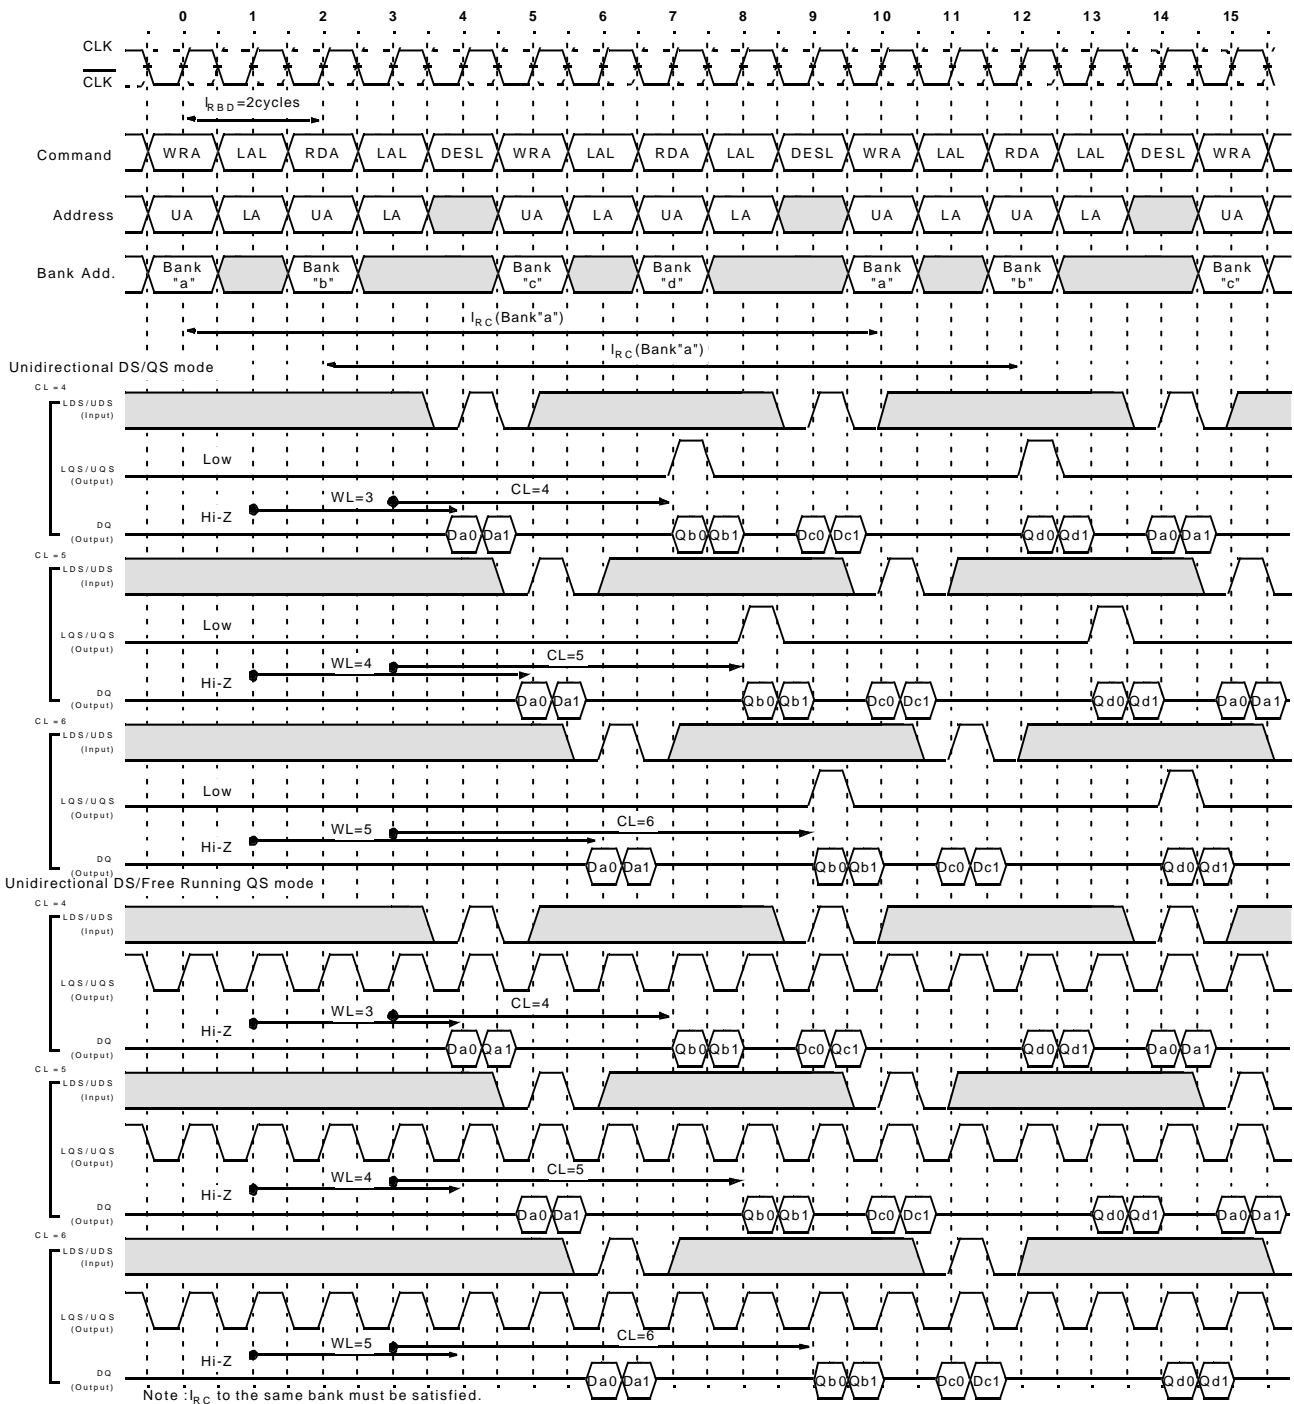 0 1 2 3 4 5 6 7 8 9 10 11 12 13 14 15
CLK
CLK
IRBD=2cycles
Command WRA LAL RDA LAL DESL WRA LAL RDA LAL DESL WRA LAL RDA LAL DESL WRA
Address UA LA UA LA UA LA UA LA UA LA UA LA UA
Bank Add. Bank "a" Bank "b" Bank "c" Bank "d" Bank "a" Bank "b" Bank "c"
IRC(Bank"a")
IRC(Bank"a")
Unidirectional DS/QS mode
CL=4
LDS/UDS
(Input)
LQS/UQS
(Output)
Low
WL=3 CL=4
Hi-Z
DQ
(Output)
Da0 Da1 Qb0 Qb1 Dc0 Dc1 Qd0 Qd1 Da0 Da1
CL=5
LDS/UDS
(Input)
LQS/UQS
(Output)
Low
WL=4 CL=5
Hi-Z
DQ
(Output)
Da0 Da1 Qb0 Qb1 Dc0 Dc1 Qd0 Qd1 Da0 Da1
CL=6
LDS/UDS
(Input)
LQS/UQS
(Output)
Low
WL=5 CL=6
Hi-Z
DQ
(Output)
Da0 Da1 Qb0 Qb1 Dc0 Dc1 Qd0 Qd1
Unidirectional DS/Free Running QS mode
CL=4
LDS/UDS
(Input)
LQS/UQS
(Output)
WL=3 CL=4
Hi-Z
DQ
(Output)
Da0 Qa1 Qb0 Qb1 Dc0 Qc1 Qd0 Qd1 Da0 Da1
CL=5
LDS/UDS
(Input)
LQS/UQS
(Output)
WL=4 CL=5
Hi-Z
DQ
(Output)
Da0 Da1 Qb0 Qb1 Dc0 Dc1 Qd0 Qd1 Da0 Da1
CL=6
LDS/UDS
(Input)
LQS/UQS
(Output)
WL=5 CL=6
Hi-Z
DQ
(Output)
Da0 Da1 Qb0 Qb1 Dc0 Dc1 Qd0 Qd1
Note :IRC to the same bank must be satisfied.